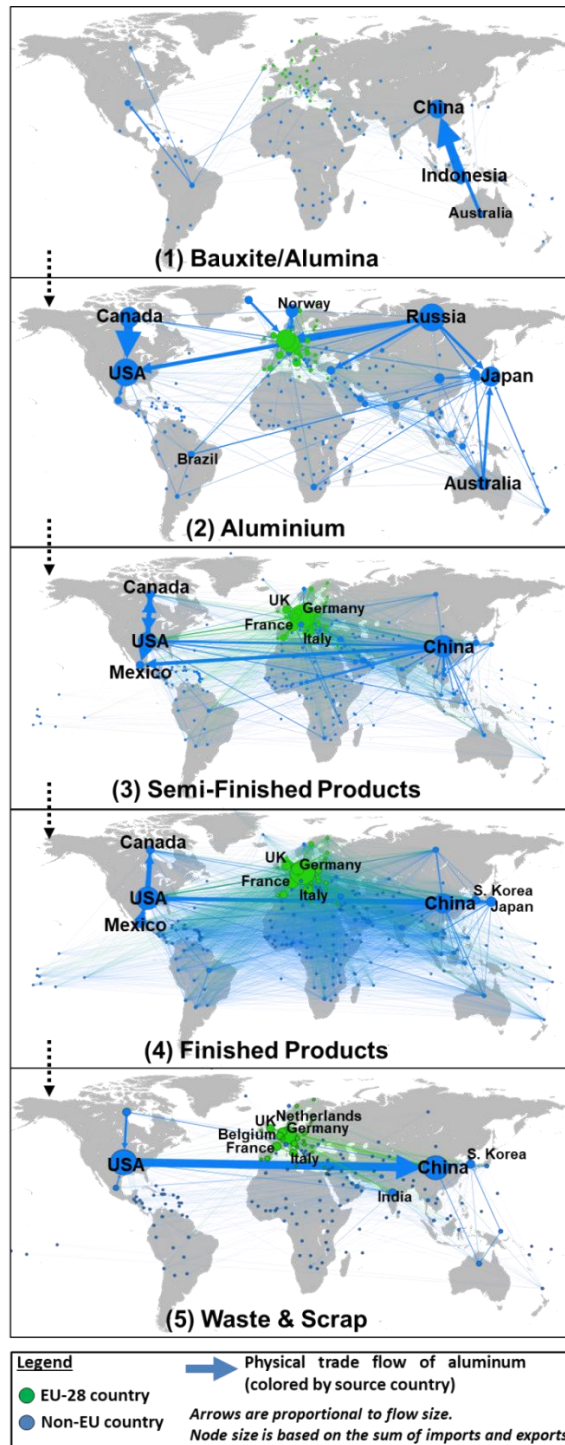 China
Indonesia
Australia
(1) Bauxite/Alumina
Canada
Norway
Russia
USA
Japan
Brazil
Australia
(2) Aluminium
Canada
UK
Germany
France
USA
Italy
China
Mexico
(3) Semi-Finished Products
Canada
UK
Germany
France
S. Korea
USA
Italy
China
Japan
Mexico
(4) Finished Products
Netherlands
UK
Germany
Belgium
France
S. Korea
USA
Italy
China
India
(5) Waste & Scrap
Legend
EU-28 country
Non-EU country
Physical trade flow of aluminum
(colored by source country)
Arrows are proportional to flow size.
Node size is based on the sum of imports and exports